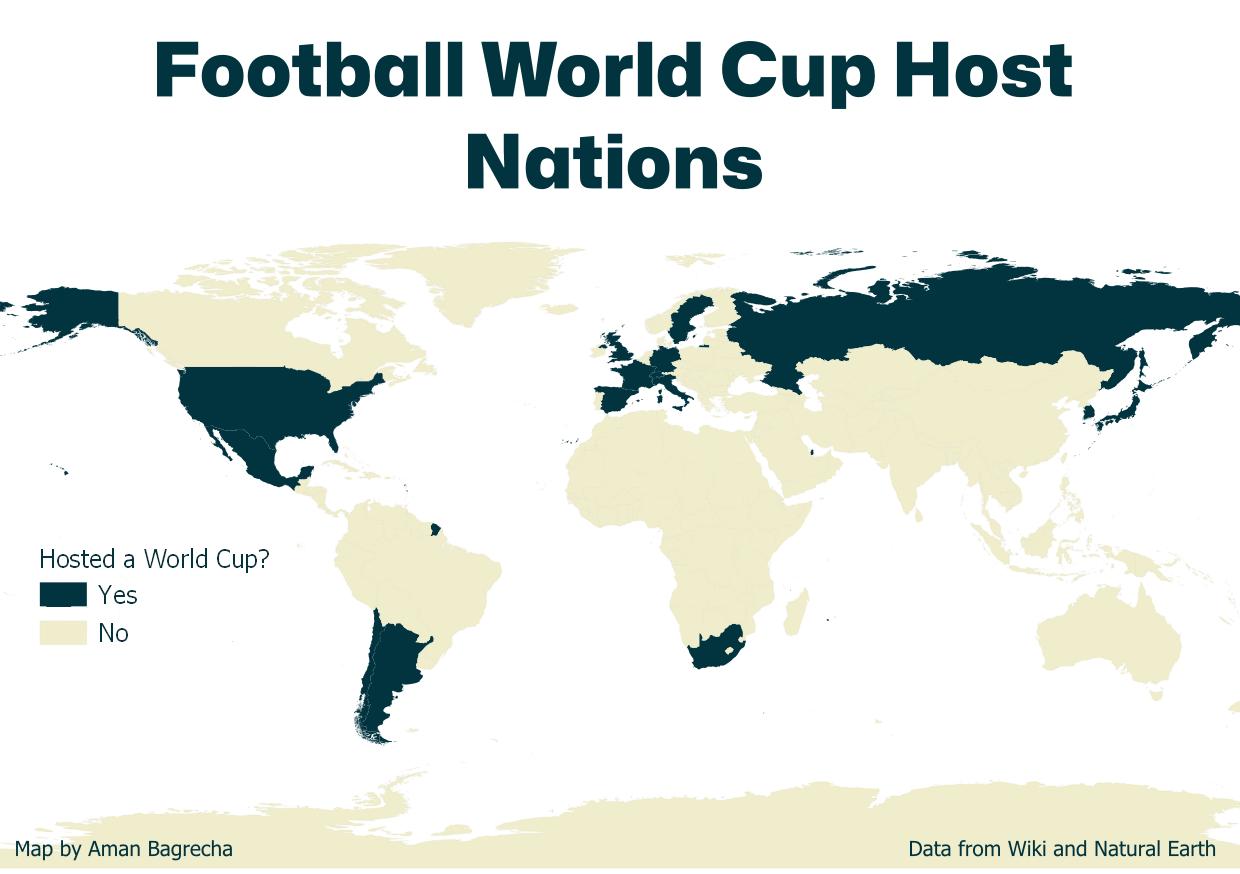 Football World Cup Host
Nations
Hosted a World Cup?
Yes
No
Map by Aman Bagrecha
Data from Wiki and Natural Earth